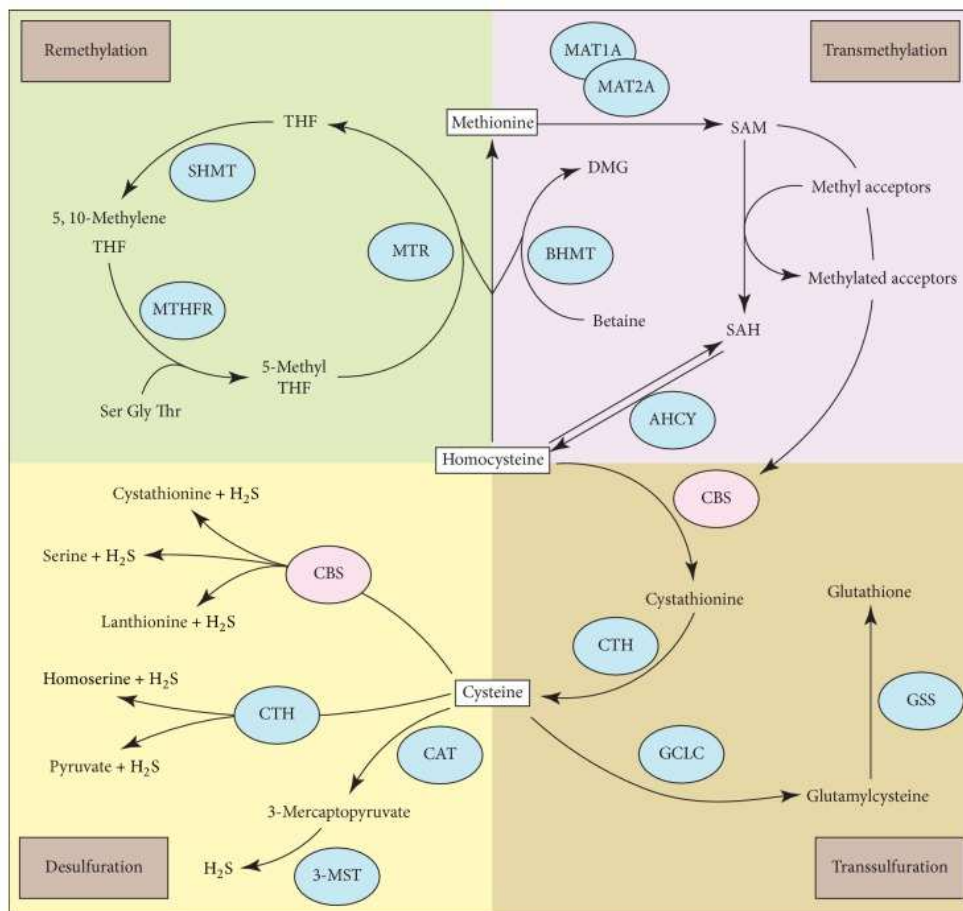 Remethylation
Transmethylation
MAT1A
MAT2A
THF
Methionine
SAM
SHMT
DMG
Methyl acceptors
5, 10-Methylene
THF
MTR
BHMT
Methylated acceptors
MTHFR
Betaine
SAH
5-Methyl
THF
Ser Gly Thr
AHCY
Homocysteine
CBS
Cystathionine + H₂S
Serine + H₂S
CBS
Lanthionine + H₂S
Cystathionine
Glutathione
CTH
Homoserine + H₂S
CTH
Cysteine
GSS
Pyruvate + H₂S
CAT
GCLC
3-Mercaptopyruvate
Glutamylcysteine
Desulfuration
H₂S
3-MST
Transsulfuration